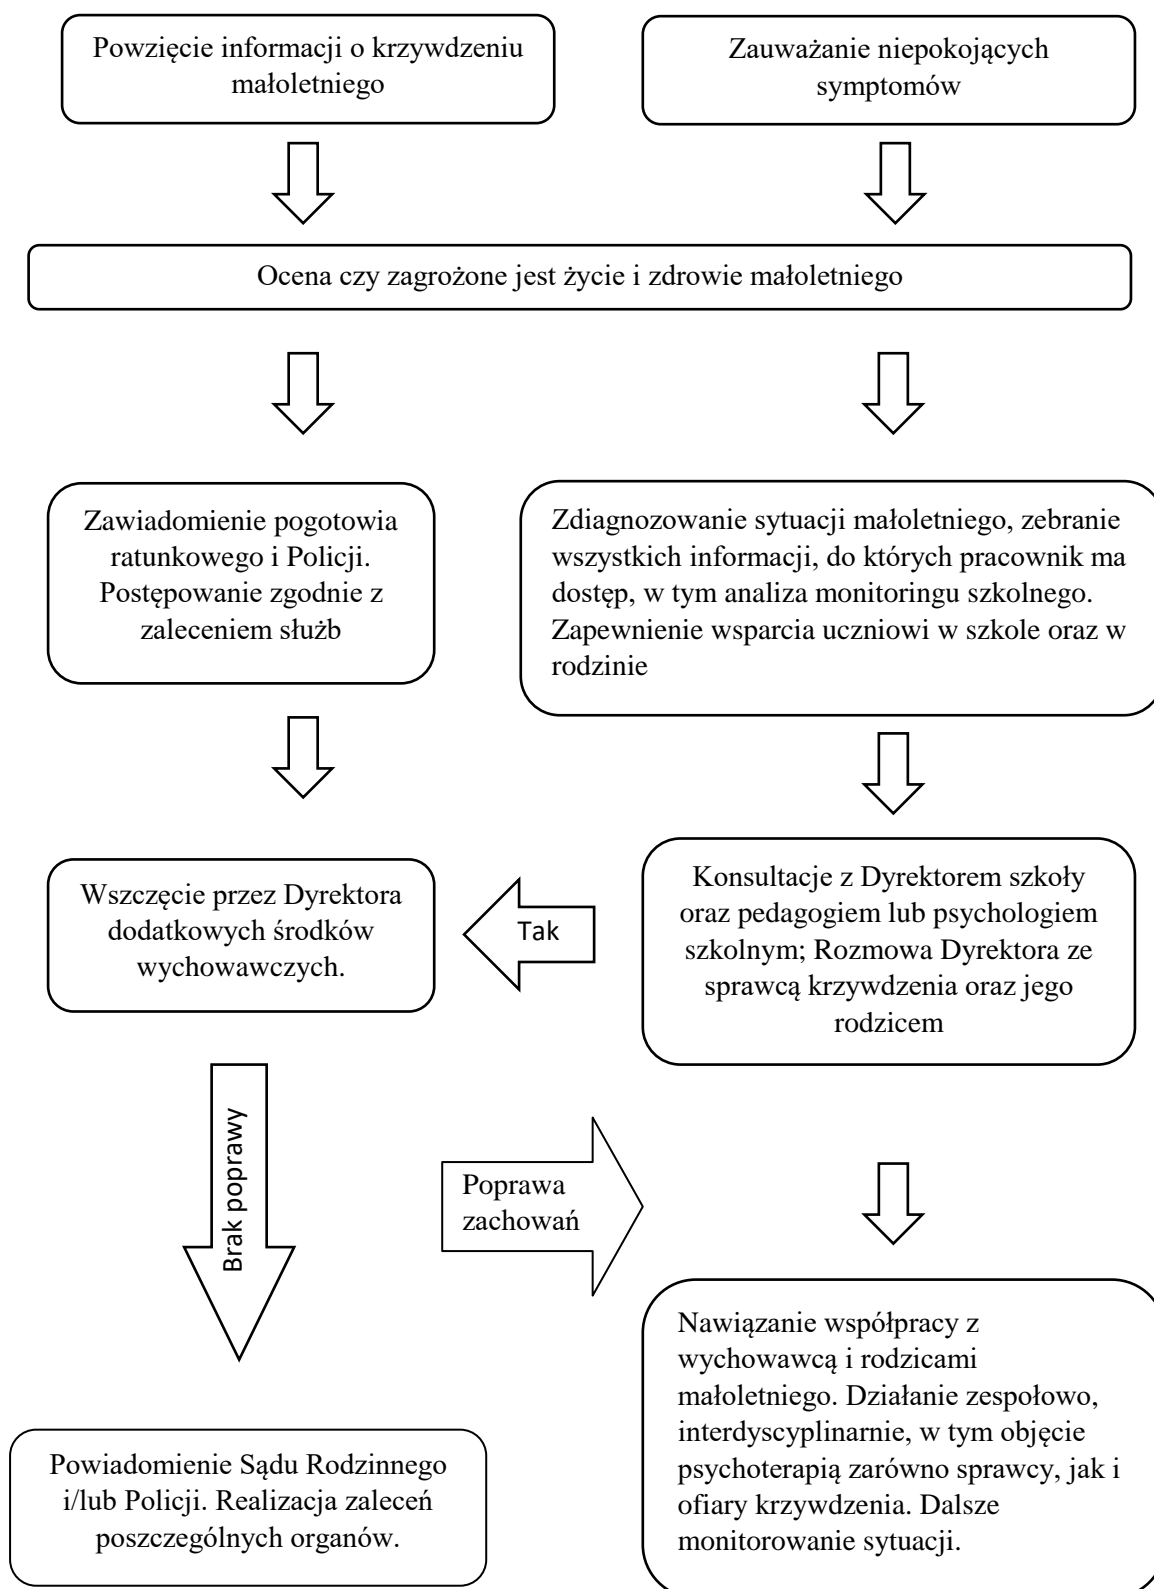 Powzięcie informacji o krzywdzeniu
małoletniego
Zauważanie niepokojących
symptomów
Ocena czy zagrożone jest życie i zdrowie małoletniego
Zawiadomienie pogotowia
ratunkowego i Policji.
Postępowanie zgodnie z
zaleceniem służb
Zdiagnozowanie sytuacji małoletniego, zebranie
wszystkich informacji, do których pracownik ma
dostęp, w tym analiza monitoringu szkolnego.
Zapewnienie wsparcia uczniowi w szkole oraz w
rodzinie
Wszczęcie przez Dyrektora
dodatkowych środków
wychowawczych.
Tak
Konsultacje z Dyrektorem szkoły
oraz pedagogiem lub psychologiem
szkolnym; Rozmowa Dyrektora ze
sprawcą krzywdzenia oraz jego
rodzicem
Brak poprawy
Poprawa
zachowań
Nawiązanie współpracy z
wychowawcą i rodzicami
małoletniego. Działanie zespołowo,
interdyscyplinarnie, w tym objęcie
psychoterapią zarówno sprawcy, jak i
ofiary krzywdzenia. Dalsze
monitorowanie sytuacji.
Powiadomienie Sądu Rodzinnego
i/lub Policji. Realizacja zaleceń
poszczególnych organów.